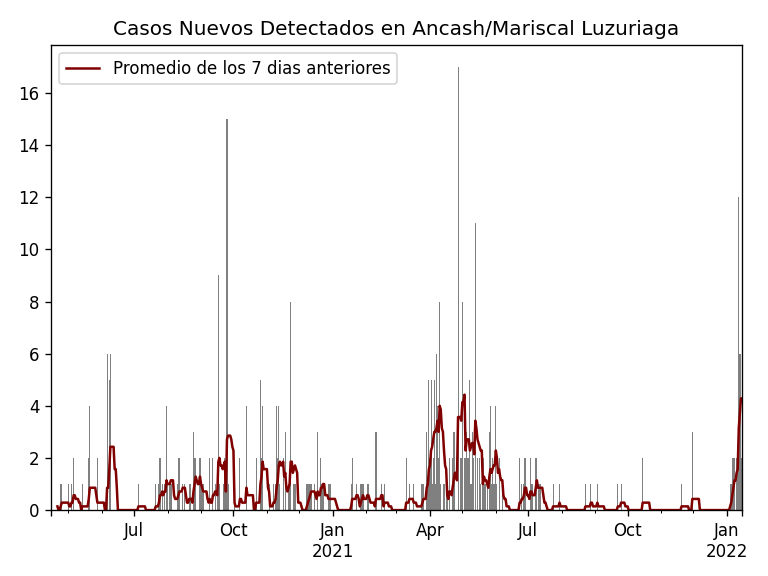 Casos Nuevos Detectados en Ancash/Mariscal Luzuriaga
Promedio de los 7 dias anteriores
16
14
12
10
8
6
4
2
0
Jul
Oct
Jan
2021
Apr
Jul
Oct
Jan
2022